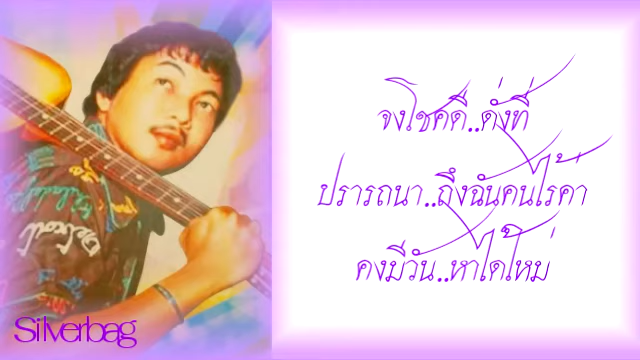 จงโชคดี..ดั่งที่
ปรารถนา..ถึงฉันคนไร้ค่า
คงมีวัน..หาได้ใหม่
Silverbag